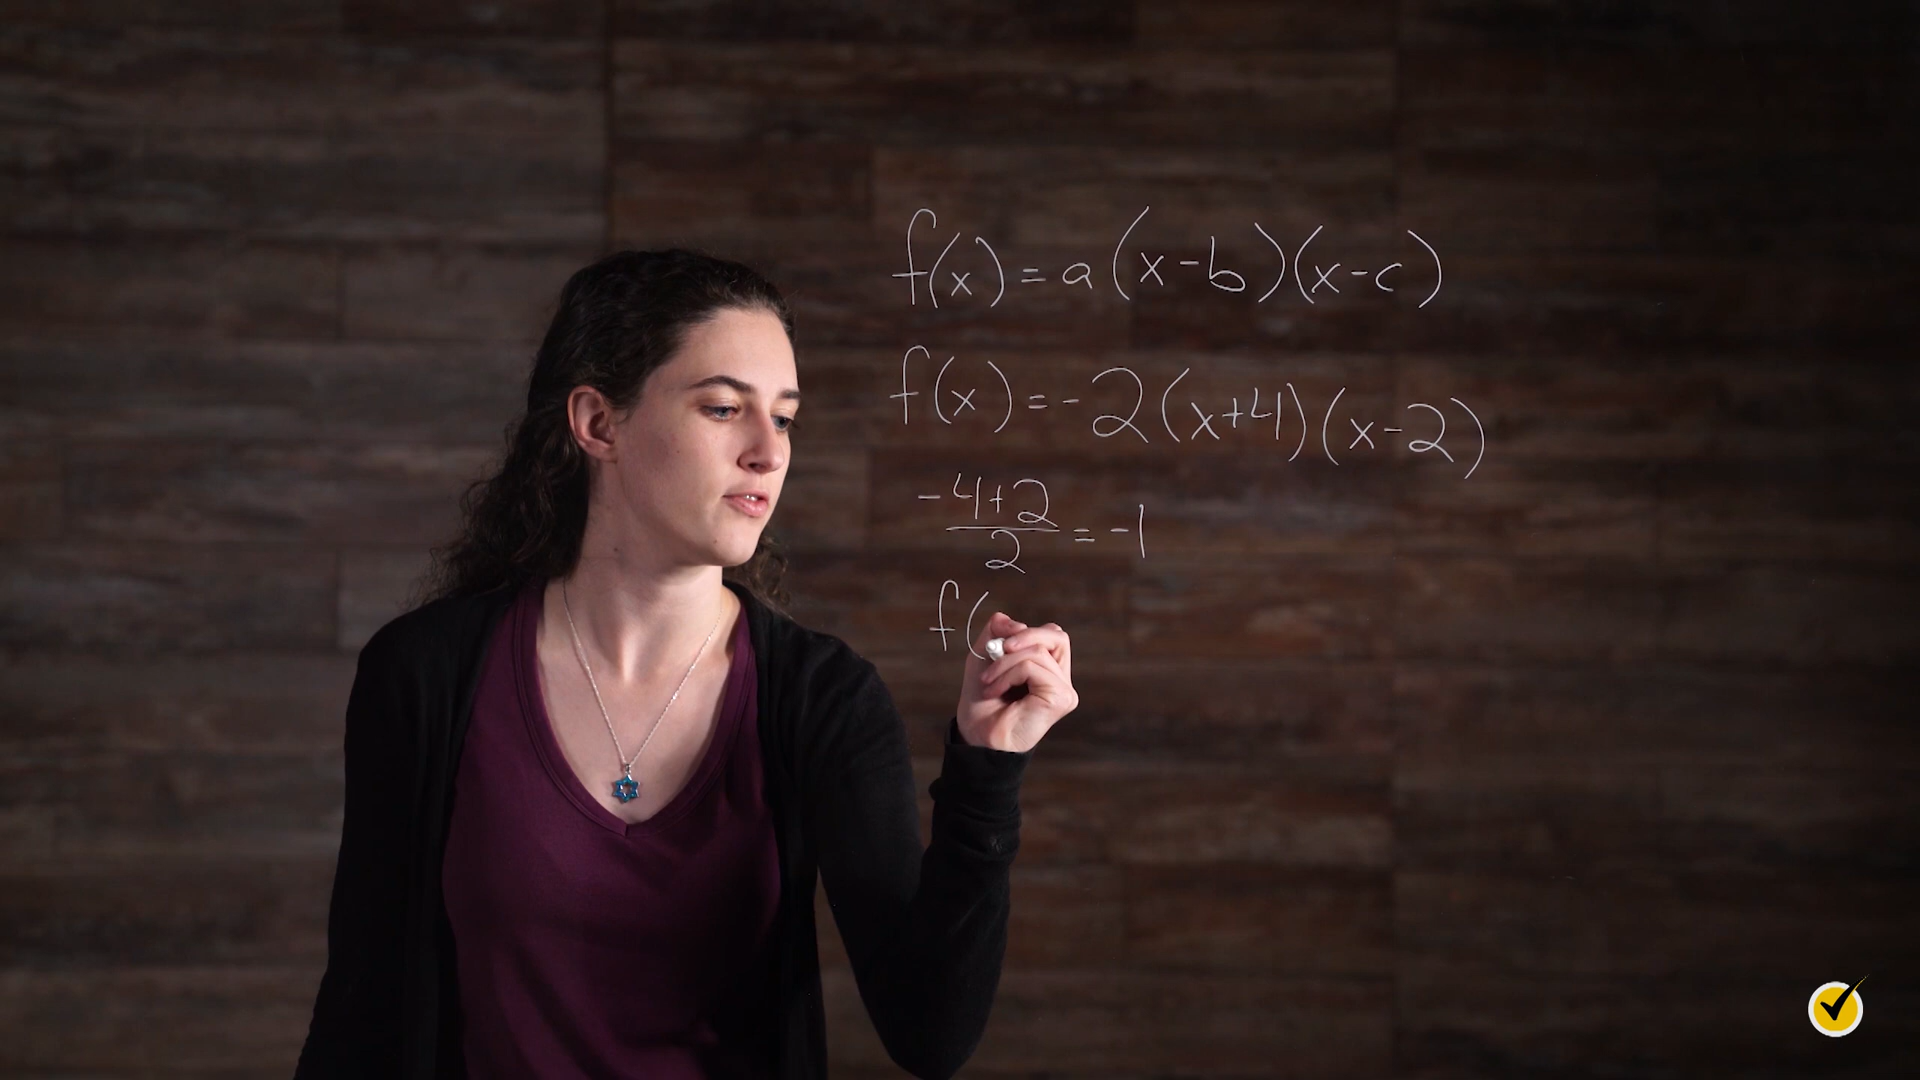 f(x) = a(x-b)(x-c)
f(x) = -2(x+4)(x-2)
-4+2
2
= -1
f(